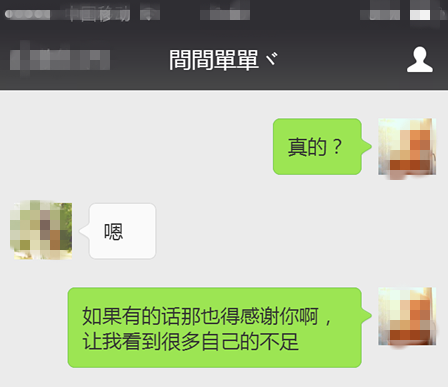 間間單單ヾ
真的？
嗯
如果有的话那也得感谢你啊，
让我看到很多自己的不足